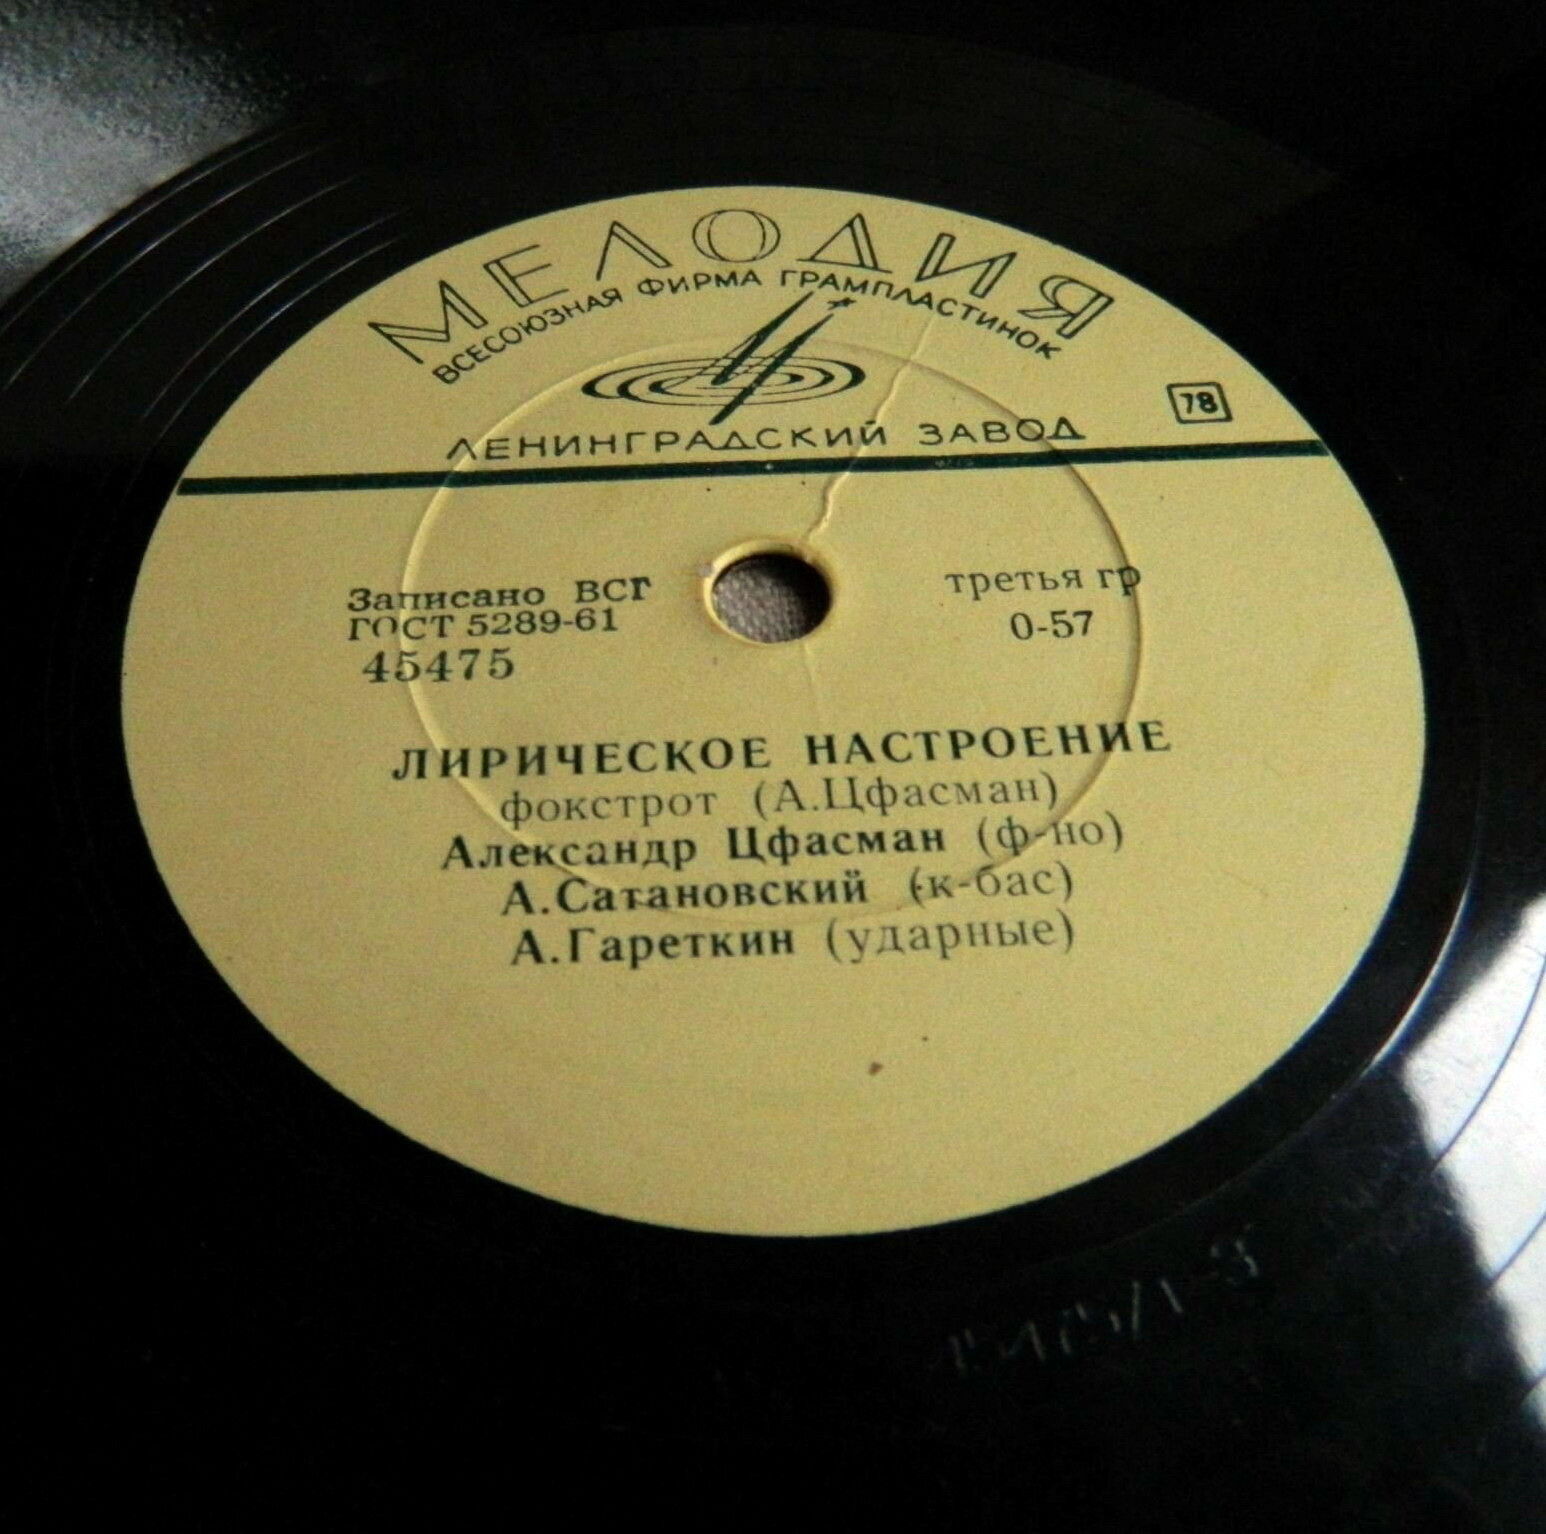 МЕЛОДИЯ
ВСЕСОЮЗНАЯ ФИРМА ГРАМПЛАСТИНОК
ЛЕНИНГРАДСКИЙ ЗАВОД
78
Записано ВСГ
ГОСТ 5289-61
45475
третья гр
0-57
ЛИРИЧЕСКОЕ НАСТРОЕНИЕ
фокстрот (А.Цфасман)
Александр Цфасман (ф-но)
А.Сатановский (к-бас)
А.Гареткин (ударные)